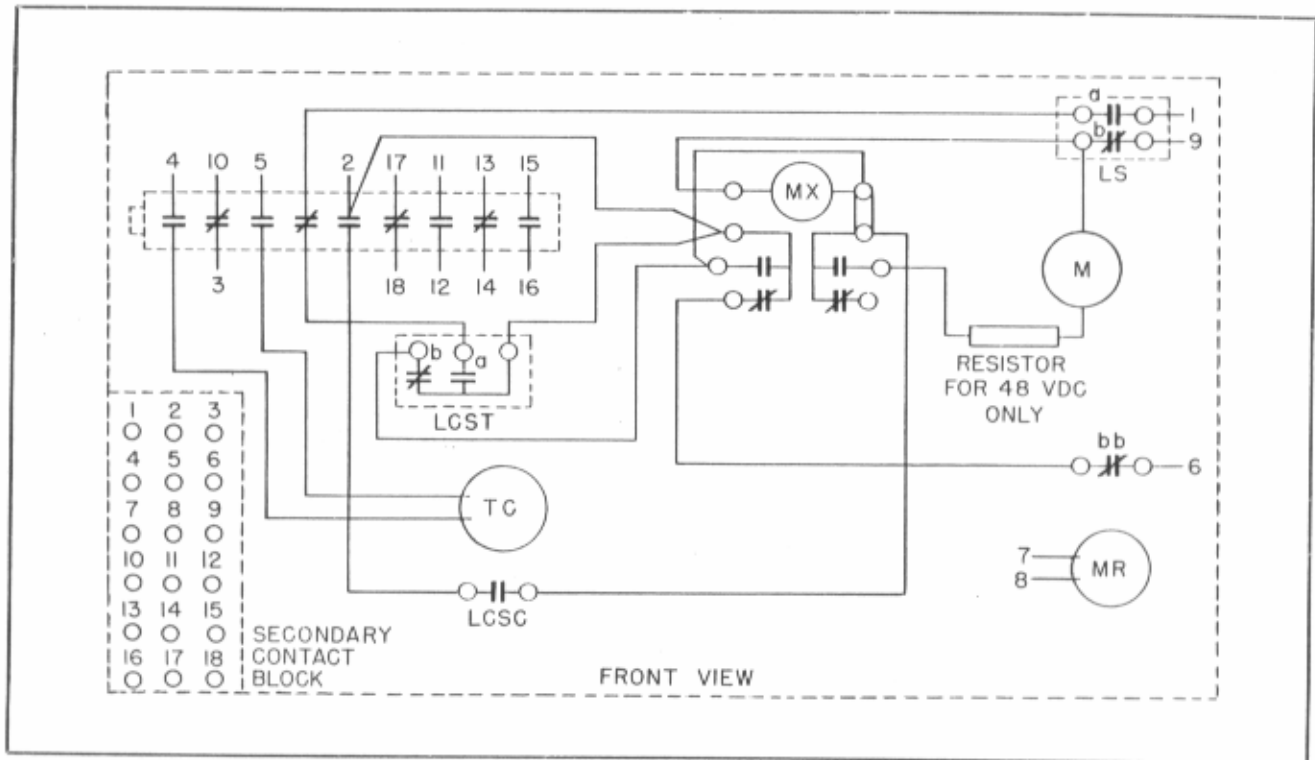 a
1
b
9
LS
4 10 5 2 17 11 13 15
MX
M
3 18 12 14 16
b a
LCST
RESISTOR
FOR 48 VDC
ONLY
1 2 3
4 5 6
bb
6
7 8 9
TC
10 11 12
7
8
MR
13 14 15
LCSC
16 17 18
SECONDARY
CONTACT
BLOCK
FRONT VIEW